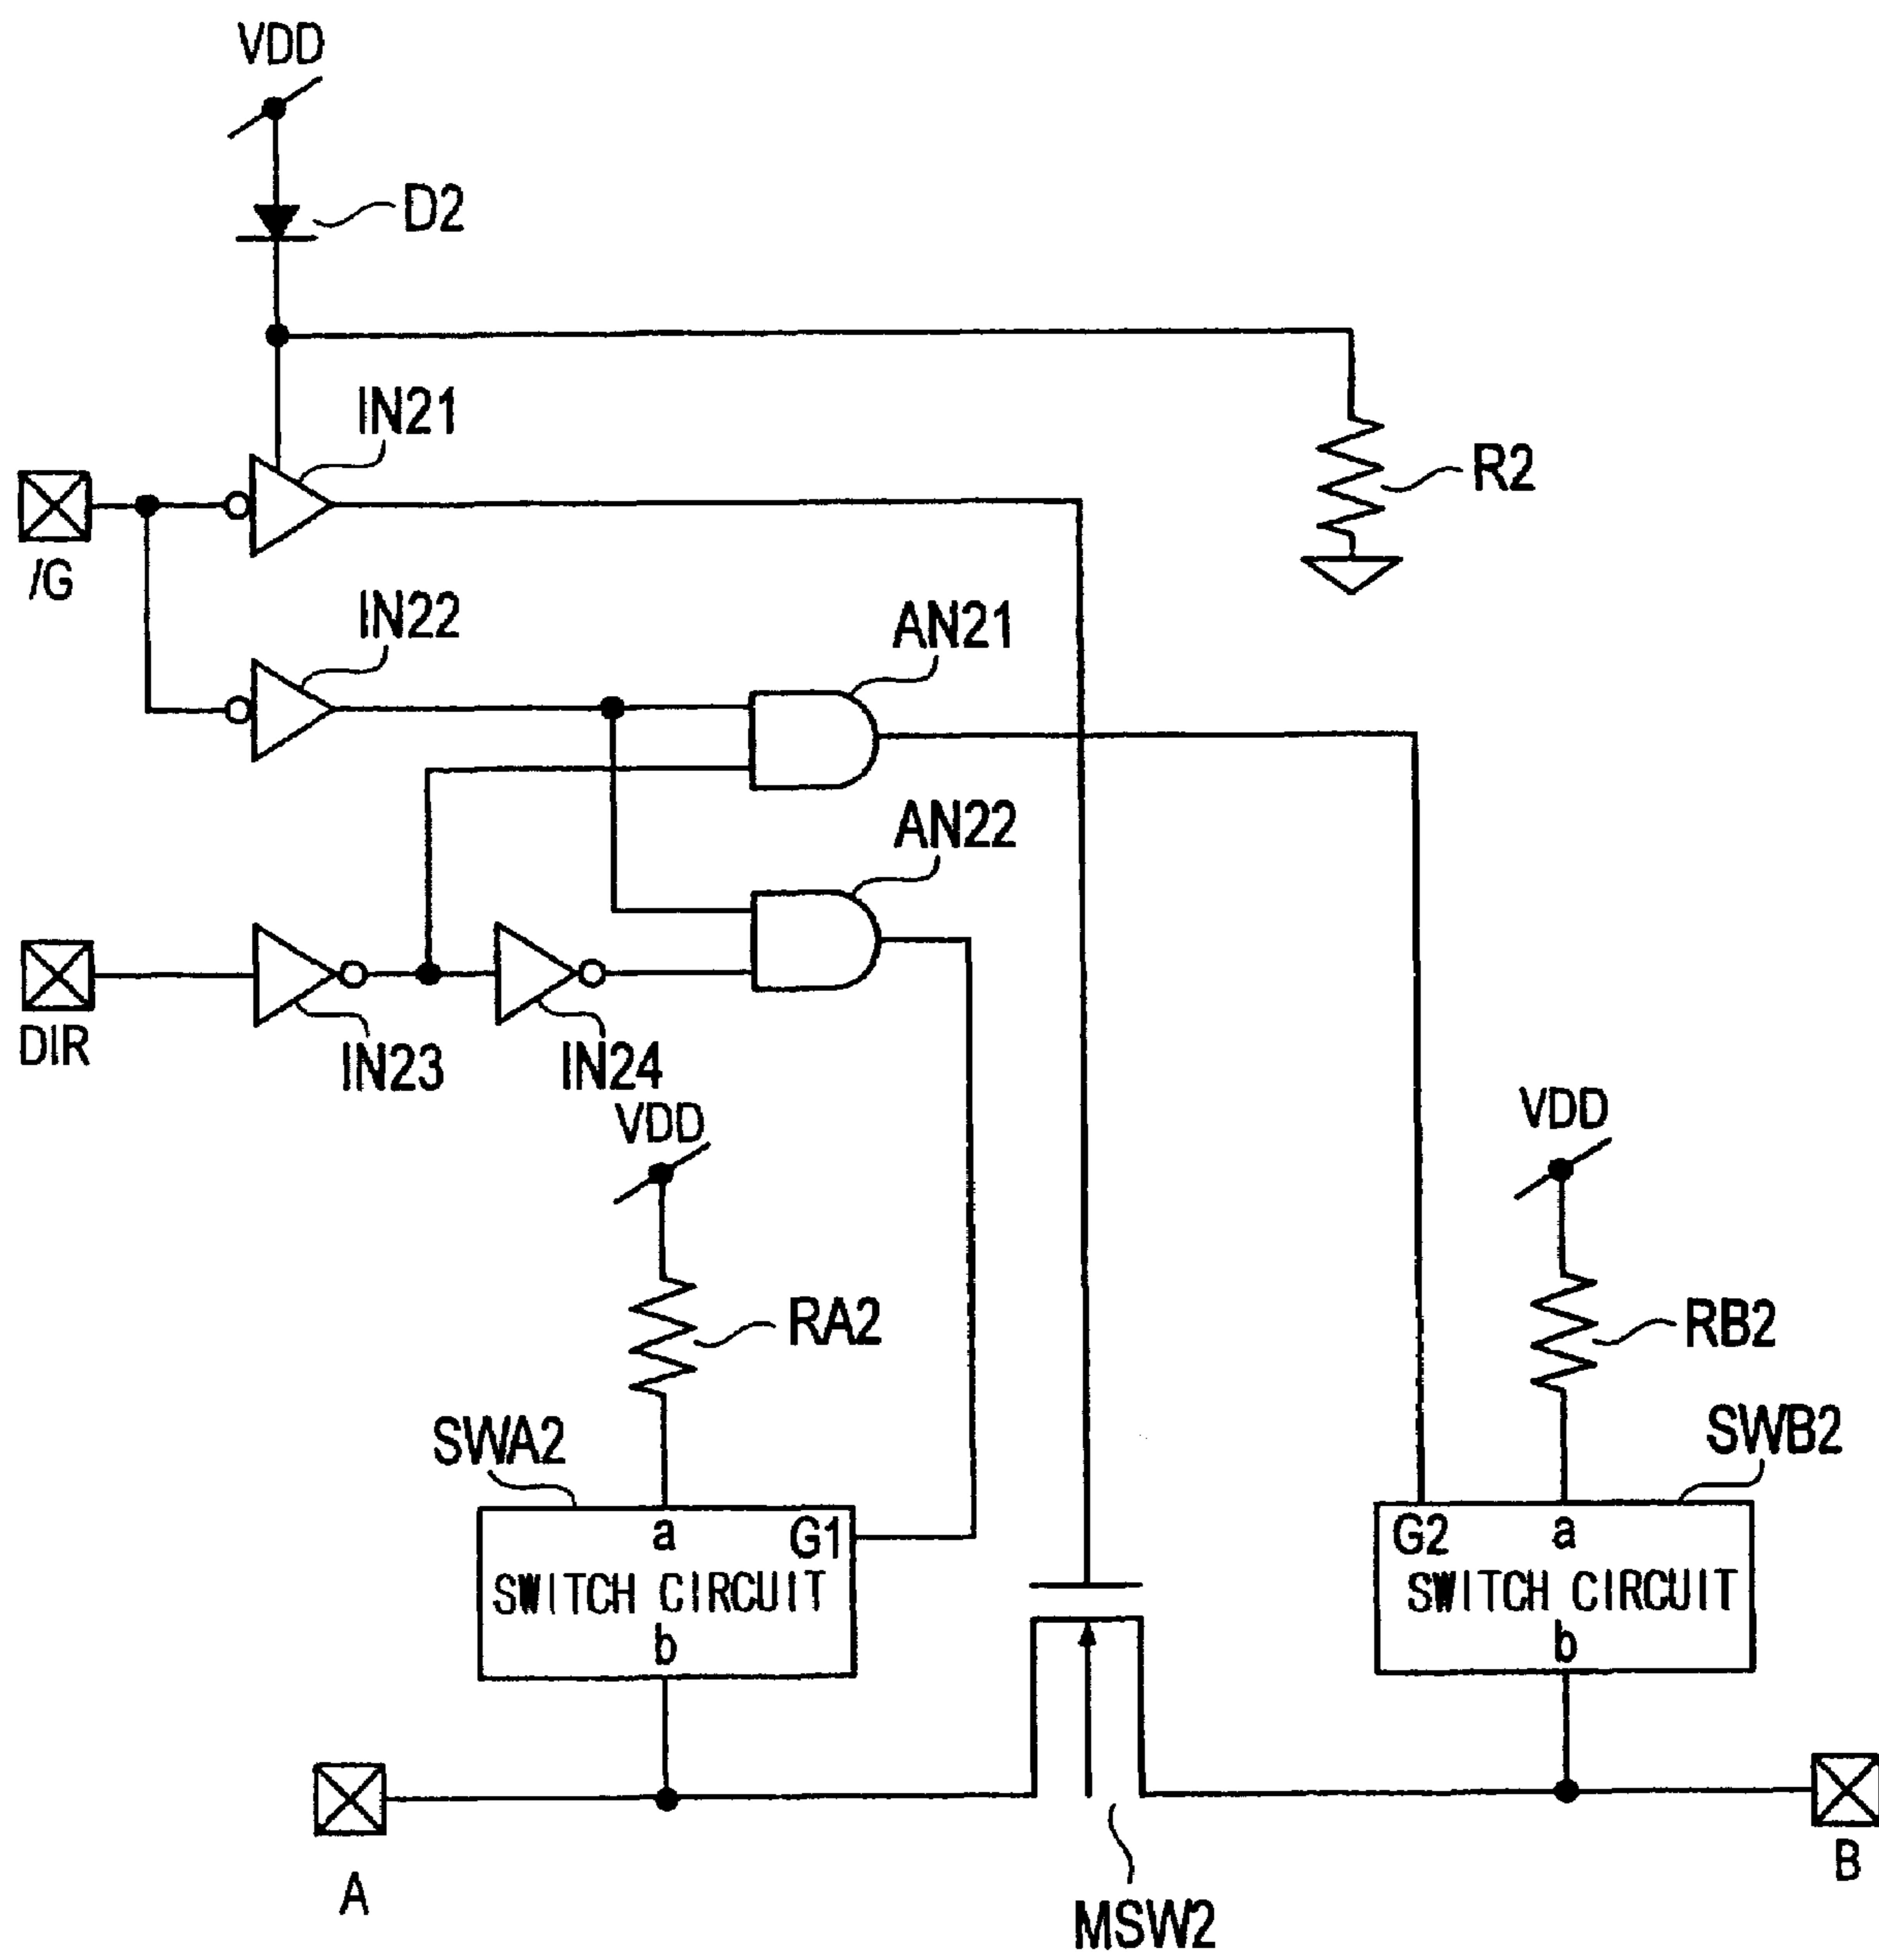 VDD
D2
IN21
R2
/G
IN22
AN21
AN22
DIR
IN23
IN24
VDD
VDD
RA2
RB2
SWA2
SWB2
a
G1
SWITCH CIRCUIT
b
G2
a
SWITCH CIRCUIT
b
A
B
MSW2